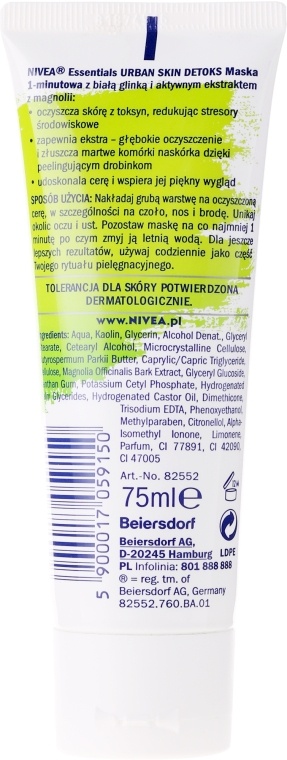 NIVEA® Essentials URBAN SKIN DETOKS Maska
1-minutowa z białą glinką i aktywnym ekstraktem
z magnolii:
• oczyszcza skórę z toksyn, redukując stresory
środowiskowe
• zapewnia ekstra – głębokie oczyszczenie
i złuszcza martwe komórki naskórka dzięki
peelingującym drobinkom
• udoskonala cerę i wspiera jej piękny wygląd
SPOSÓB UŻYCIA: Nakładaj grubą warstwę na oczyszczoną
cerę, w szczególności na czoło, nos i brodę. Unikaj
okolic oczu i ust. Pozostaw maskę na co najmniej 1
minutę po czym zmyj ją letnią wodą. Dla jeszcze
lepszych rezultatów, używaj codziennie jako część
Twojego rytuału pielęgnacyjnego.
TOLERANCJA DLA SKÓRY POTWIERDZONA
DERMATOLOGICZNIE.
www.NIVEA.pl
Ingredients: Aqua, Kaolin, Glycerin, Alcohol Denat., Glyceryl
Stearate, Cetearyl Alcohol, Microcrystalline Cellulose,
Butyrospermum Parkii Butter, Caprylic/Capric Triglyceride,
Cellulose, Magnolia Officinalis Bark Extract, Glyceryl Glucoside,
Xanthan Gum, Potassium Cetyl Phosphate, Hydrogenated
Palm Glycerides, Hydrogenated Castor Oil, Dimethicone,
Trisodium EDTA, Phenoxyethanol,
Methylparaben, Citronellol, Alpha-
Isomethyl Ionone, Limonene,
Parfum, CI 77891, CI 42090,
CI 47005
Art.-No. 82552
75ml℮
12M
Beiersdorf
Beiersdorf AG,
D-20245 Hamburg
LDPE
PL Infolinia: 801 888 888
® = reg. tm. of
Beiersdorf AG, Germany
82552.760.BA.01
5 900017 059150